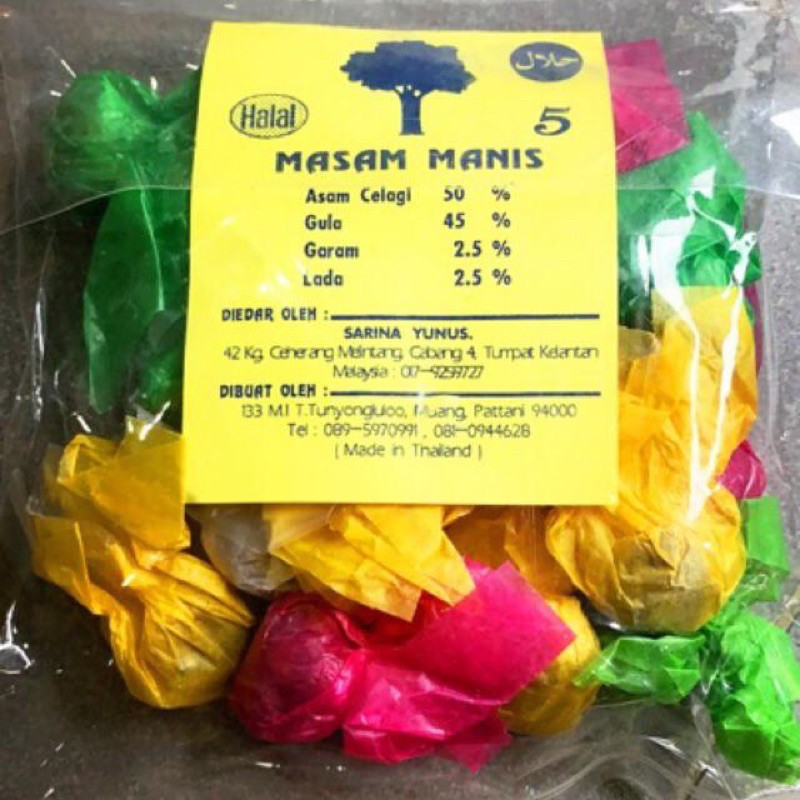 حلال
Halal
5
MASAM MANIS
Asam Celagi 50 %
Gula 45 %
Garam 2.5 %
Lada 2.5 %
DIEDAR OLEH :
SARINA YUNUS.
42 Kg. Ceherang Melintang, Cabang 4, Tumpat Kelantan
Malaysia : 017-9259727
DIBUAT OLEH :
133 M.1 T.Tunyongluloo, Muang, Pattani 94000
Tel : 089-5970991 , 081-0944628
( Made in Thailand )